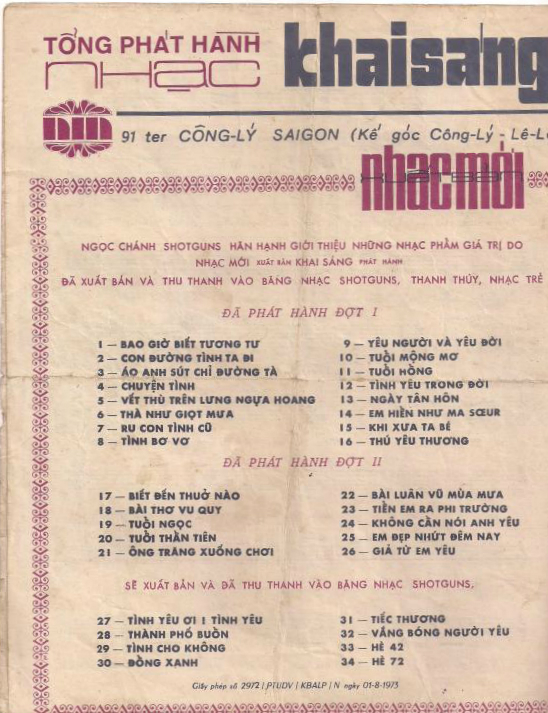 TỔNG PHÁT HÀNH
nhạc
khai sáng
nm
91 ter CÔNG-LÝ SAIGON (Kế góc Công-Lý - Lê-L
XUẤT BẢN
nhạc mới
NGỌC CHÁNH SHOTGUNS HÂN HẠNH GIỚI THIỆU NHỮNG NHẠC PHẨM GIÁ TRỊ DO
NHẠC MỚI XUẤT BẢN KHAI SÁNG PHÁT HÀNH
ĐÃ XUẤT BẢN VÀ THU THANH VÀO BĂNG NHẠC SHOTGUNS, THANH THÚY, NHẠC TRẺ
ĐÃ PHÁT HÀNH ĐỢT I
1 — BAO GIỜ BIẾT TƯƠNG TƯ
2 — CON ĐƯỜNG TÌNH TA ĐI
3 — ÁO ANH SÚT CHỈ ĐƯỜNG TÀ
4 — CHUYỆN TÌNH
5 — VẾT THÙ TRÊN LƯNG NGỰA HOANG
6 — THÀ NHƯ GIỌT MƯA
7 — RU CON TÌNH CŨ
8 — TÌNH BƠ VƠ
9 — YÊU NGƯỜI VÀ YÊU ĐỜI
10 — TUỔI MỘNG MƠ
11 — TUỔI HỒNG
12 — TÌNH YÊU TRONG ĐỜI
13 — NGÀY TÂN HÔN
14 — EM HIỀN NHƯ MA SŒUR
15 — KHI XƯA TA BÉ
16 — THÚ YÊU THƯƠNG
ĐÃ PHÁT HÀNH ĐỢT II
17 — BIẾT ĐẾN THUỞ NÀO
18 — BÀI THƠ VU QUY
19 — TUỔI NGỌC
20 — TUỔI THẦN TIÊN
21 — ÔNG TRĂNG XUỐNG CHƠI
22 — BÀI LUÂN VŨ MÙA MƯA
23 — TIỄN EM RA PHI TRƯỜNG
24 — KHÔNG CẦN NÓI ANH YÊU
25 — EM ĐẸP NHỨT ĐÊM NAY
26 — GIÃ TỪ EM YÊU
SẼ XUẤT BẢN VÀ ĐÃ THU THANH VÀO BĂNG NHẠC SHOTGUNS,
27 — TÌNH YÊU ƠI ! TÌNH YÊU
28 — THÀNH PHỐ BUỒN
29 — TÌNH CHO KHÔNG
30 — ĐỒNG XANH
31 — TIẾC THƯƠNG
32 — VẮNG BÓNG NGƯỜI YÊU
33 — HÈ 42
34 — HÈ 72
Giấy phép số 2972 / PTUDV / KBALP / N ngày 01-8-1973